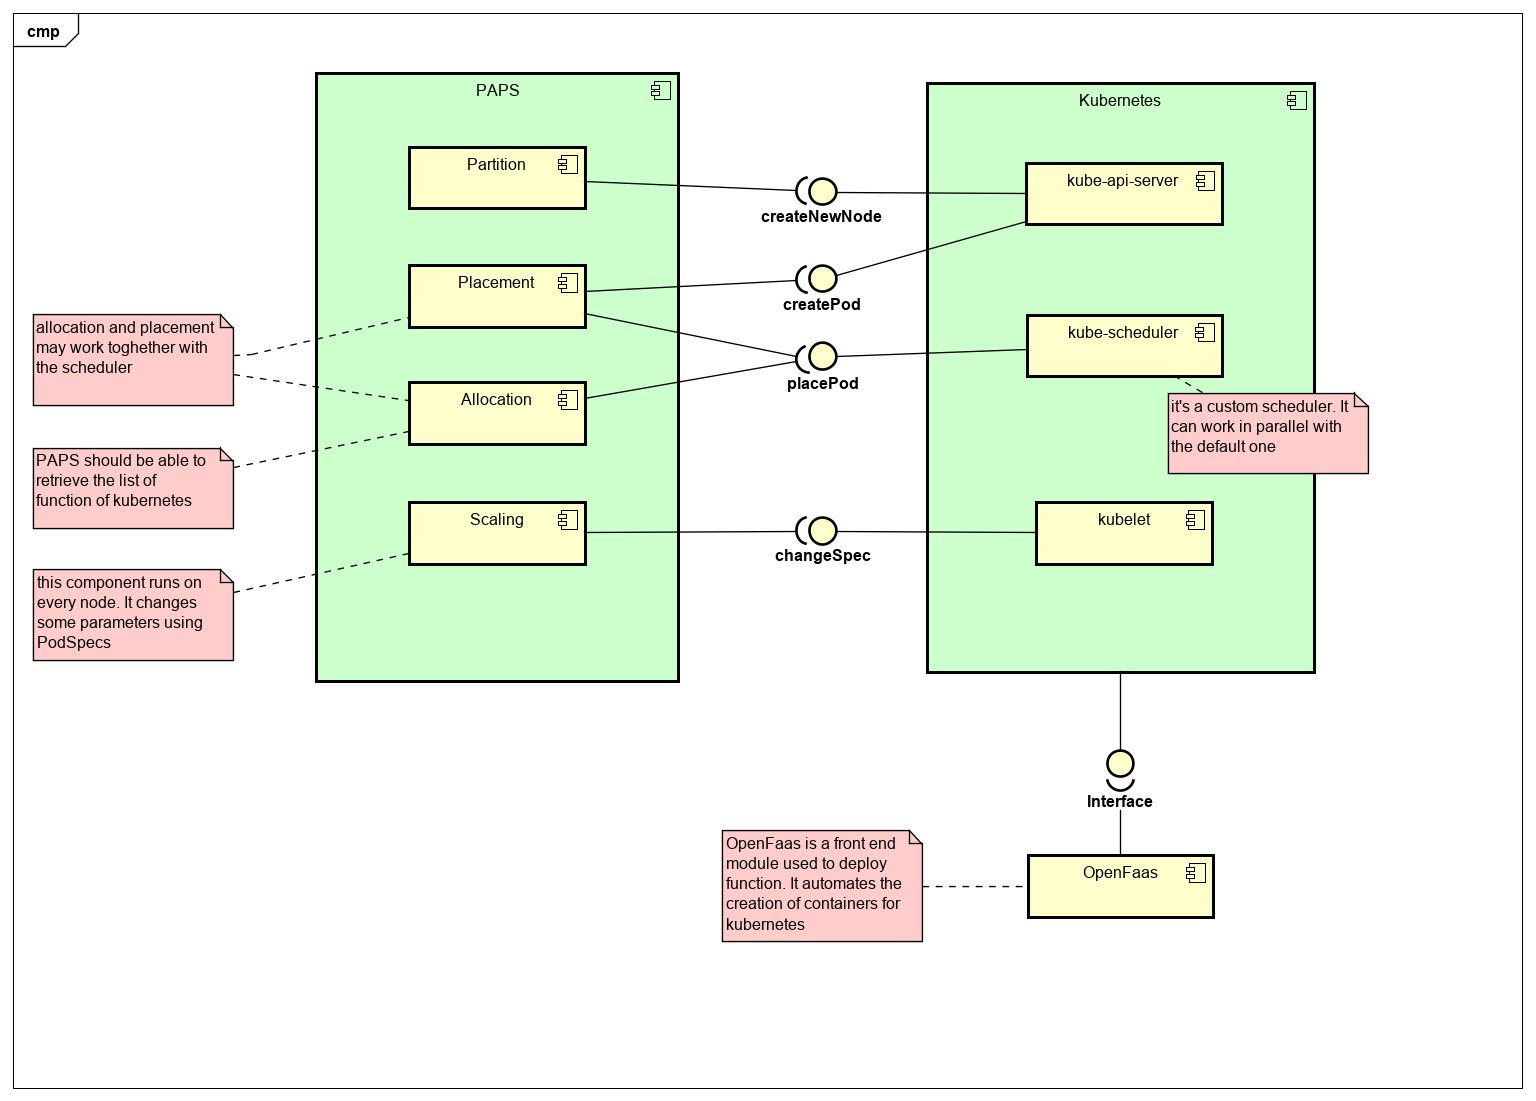 cmp
PAPS
Kubernetes
Partition
kube-api-server
createNewNode
Placement
createPod
allocation and placement
may work toghether with
the scheduler
kube-scheduler
placePod
Allocation
it's a custom scheduler. It
can work in parallel with
the default one
PAPS should be able to
retrieve the list of
function of kubernetes
Scaling
kubelet
changeSpec
this component runs on
every node. It changes
some parameters using
PodSpecs
Interface
OpenFaas is a front end
module used to deploy
function. It automates the
creation of containers for
kubernetes
OpenFaas